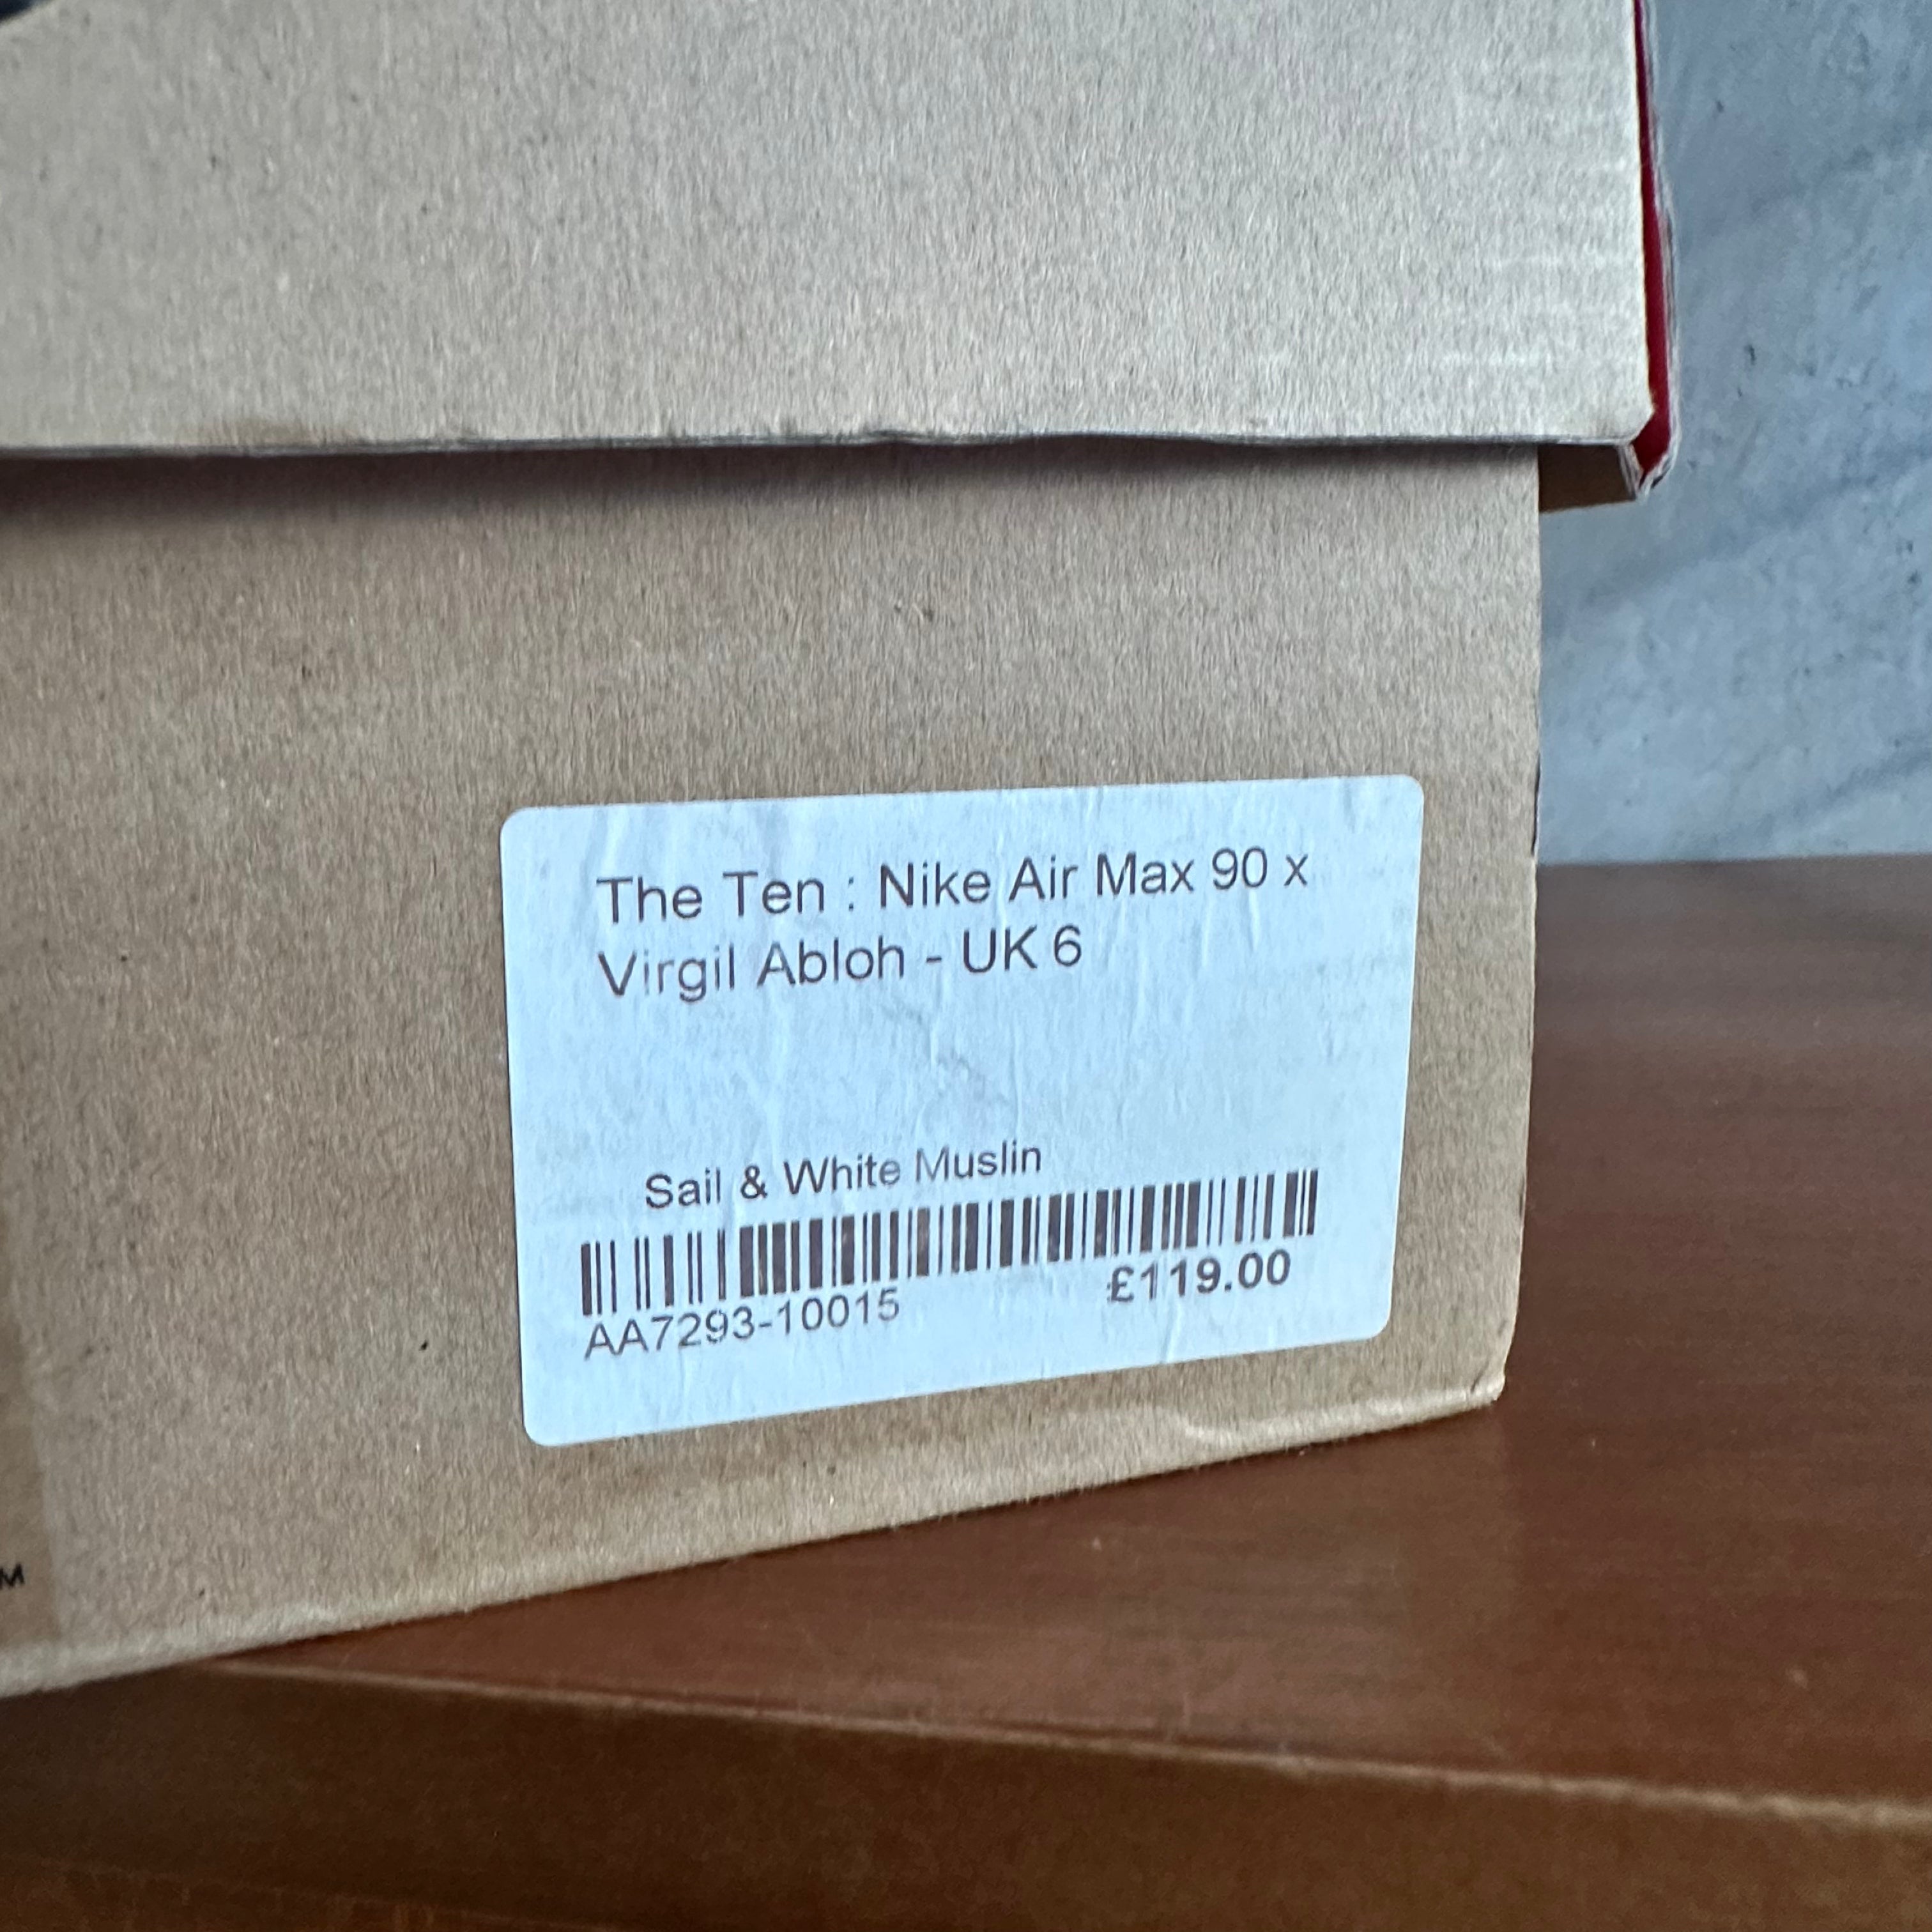 The Ten : Nike Air Max 90 x
Virgil Abloh - UK 6
Sail & White Muslin
AA7293-10015 £119.00
M